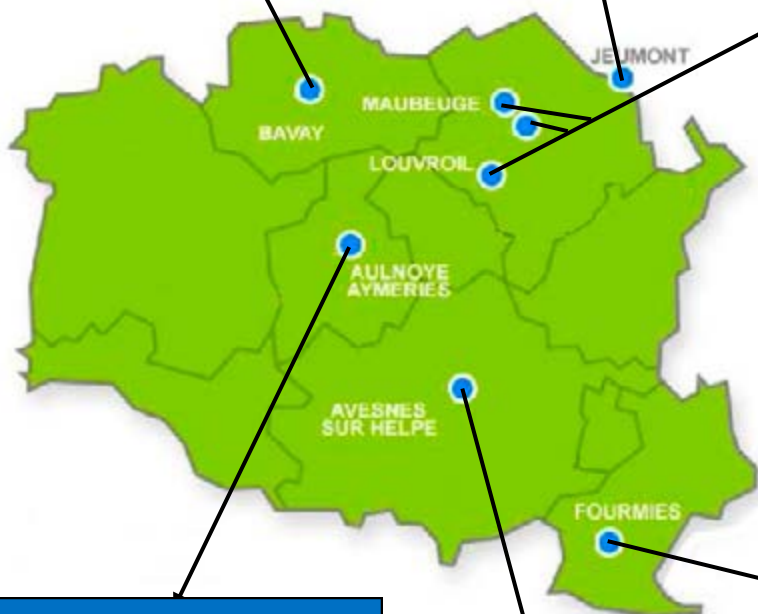 JEUMONT
MAUBEUGE
BAVAY
LOUVROIL
AULNOYE
AYMERIES
AVESNES
SUR HELPE
FOURMIES